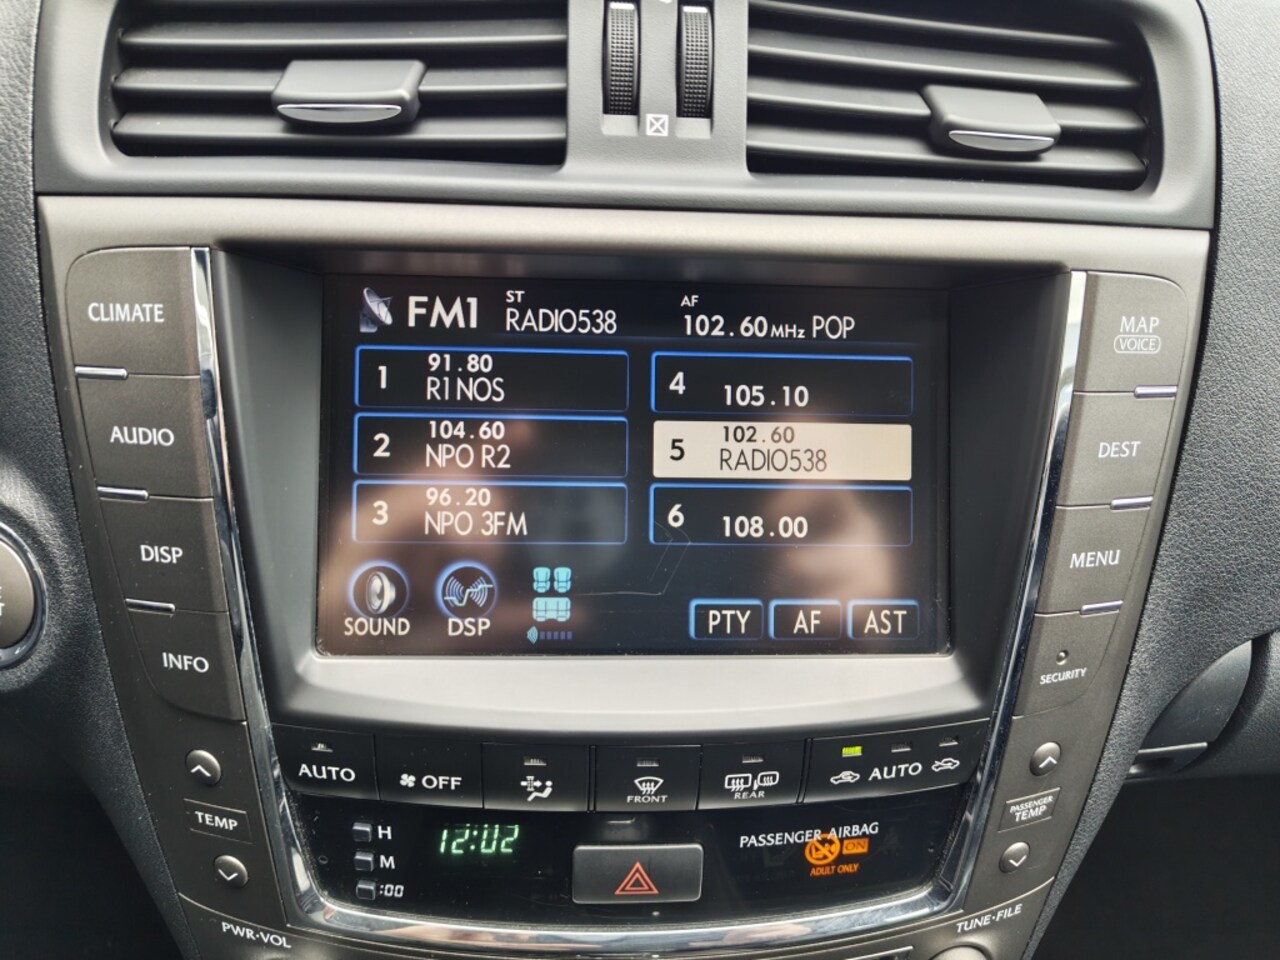 FM1 ST RADIO538 AF 102.60MHz POP
1 91.80 R1NOS
2 104.60 NPO R2
3 96.20 NPO 3FM
4 105.10
5 102.60 RADIO538
6 108.00
SOUND DSP PTY AF AST
CLIMATE
AUDIO
DISP
INFO
MAP
VOICE
DEST
MENU
SECURITY
AUTO OFF FRONT REAR AUTO
TEMP
PASSENGER
TEMP
H
M
:00
12:02
PASSENGER AIRBAG
ON
ADULT ONLY
PWR·VOL
TUNE·FILE